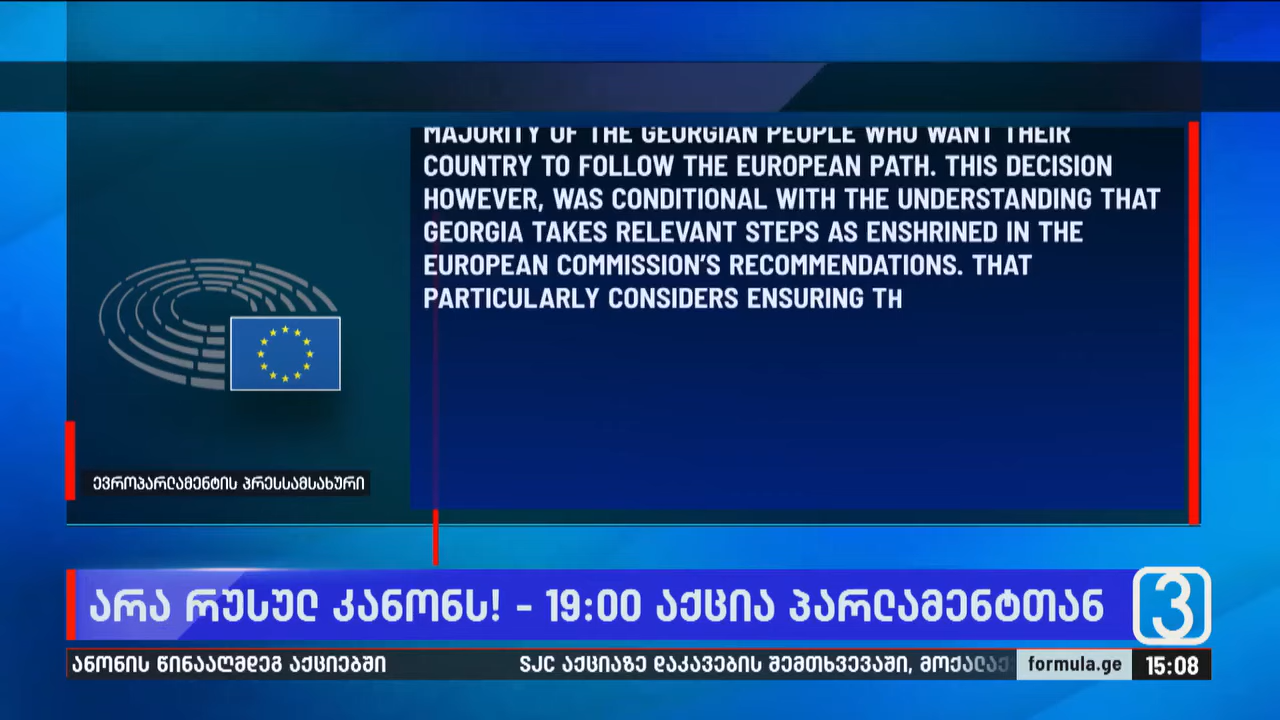 MAJORITY OF THE GEORGIAN PEOPLE WHO WANT THEIR
COUNTRY TO FOLLOW THE EUROPEAN PATH. THIS DECISION
HOWEVER, WAS CONDITIONAL WITH THE UNDERSTANDING THAT
GEORGIA TAKES RELEVANT STEPS AS ENSHRINED IN THE
EUROPEAN COMMISSION'S RECOMMENDATIONS. THAT
PARTICULARLY CONSIDERS ENSURING TH
ევროპარლამენტის პრესსამსახური
არა რუსულ კანონს! - 19:00 აქცია პარლამენტთან
3
ანონის წინააღმდეგ აქციებში SJC აქციაზე დაკავების შემთხვევაში, მოქალაქ
formula.ge 15:08